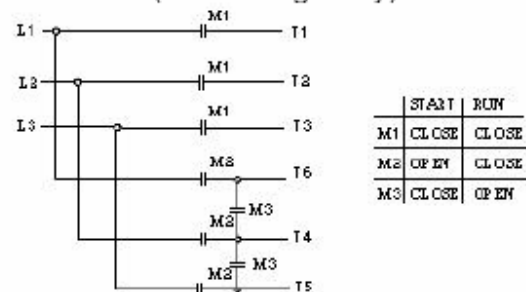 M1
L1 T1
M1
L2 T2
M1
L3 T3
M2
T6
M3
M2 T4
M3
M2
T5
START RUN
M1 CLOSE CLOSE
M2 OPEN CLOSE
M3 CLOSE OPEN